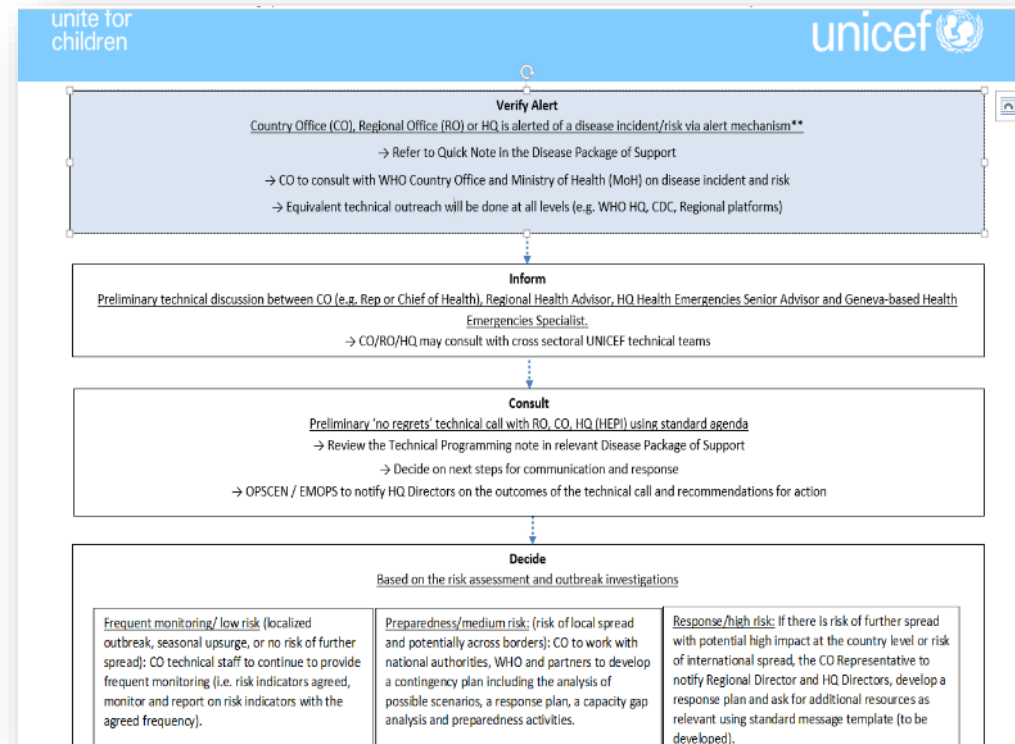 unite for
children
unicef
Verify Alert
Country Office (CO), Regional Office (RO) or HQ is alerted of a disease incident/risk via alert mechanism**
→ Refer to Quick Note in the Disease Package of Support
→ CO to consult with WHO Country Office and Ministry of Health (MoH) on disease incident and risk
→ Equivalent technical outreach will be done at all levels (e.g. WHO HQ, CDC, Regional platforms)
Inform
Preliminary technical discussion between CO (e.g. Rep or Chief of Health), Regional Health Advisor, HQ Health Emergencies Senior Advisor and Geneva-based Health
Emergencies Specialist.
→ CO/RO/HQ may consult with cross sectoral UNICEF technical teams
Consult
Preliminary 'no regrets' technical call with RO, CO, HQ (HEPI) using standard agenda
→ Review the Technical Programming note in relevant Disease Package of Support
→ Decide on next steps for communication and response
→ OPSCEN / EMOPS to notify HQ Directors on the outcomes of the technical call and recommendations for action
Decide
Based on the risk assessment and outbreak investigations
Frequent monitoring/ low risk (localized
outbreak, seasonal upsurge, or no risk of further
spread): CO technical staff to continue to provide
frequent monitoring (i.e. risk indicators agreed,
monitor and report on risk indicators with the
agreed frequency).
Preparedness/medium risk: (risk of local spread
and potentially across borders): CO to work with
national authorities, WHO and partners to develop
a contingency plan including the analysis of
possible scenarios, a response plan, a capacity gap
analysis and preparedness activities.
Response/high risk: If there is risk of further spread
with potential high impact at the country level or risk
of international spread, the CO Representative to
notify Regional Director and HQ Directors, develop a
response plan and ask for additional resources as
relevant using standard message template (to be
developed).